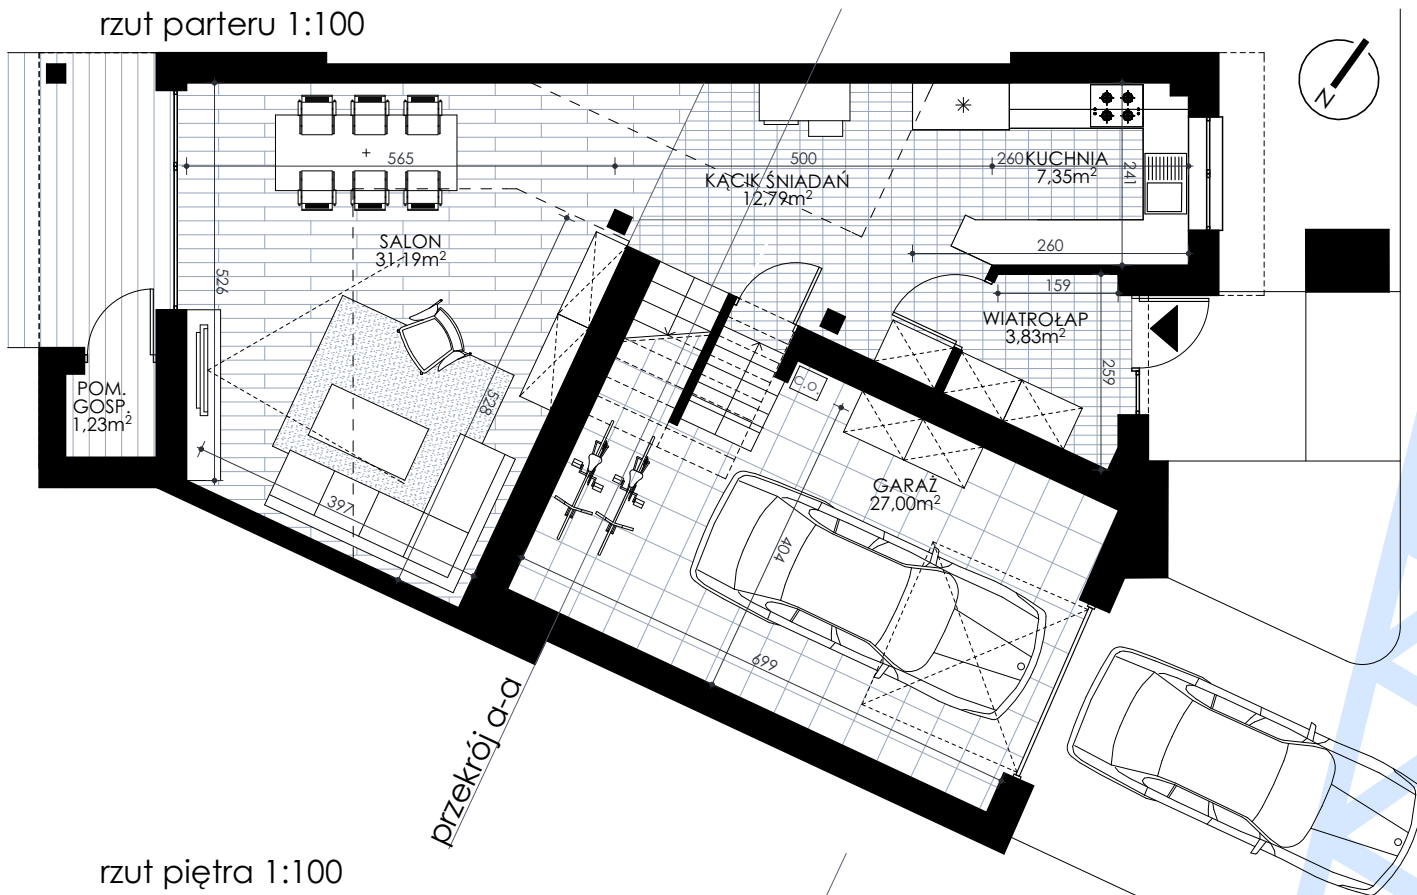 rzut parteru 1:100
N
565
500
260
KUCHNIA
7,35m²
241
KĄCIK ŚNIADAŃ
12,79m²
SALON
31,19m²
260
526
159
WIATROŁAP
3,83m²
259
POM.
GOSP.
1,23m²
C.O
528
GARAŻ
27,00m²
397
404
699
przekrój a-a
rzut piętra 1:100